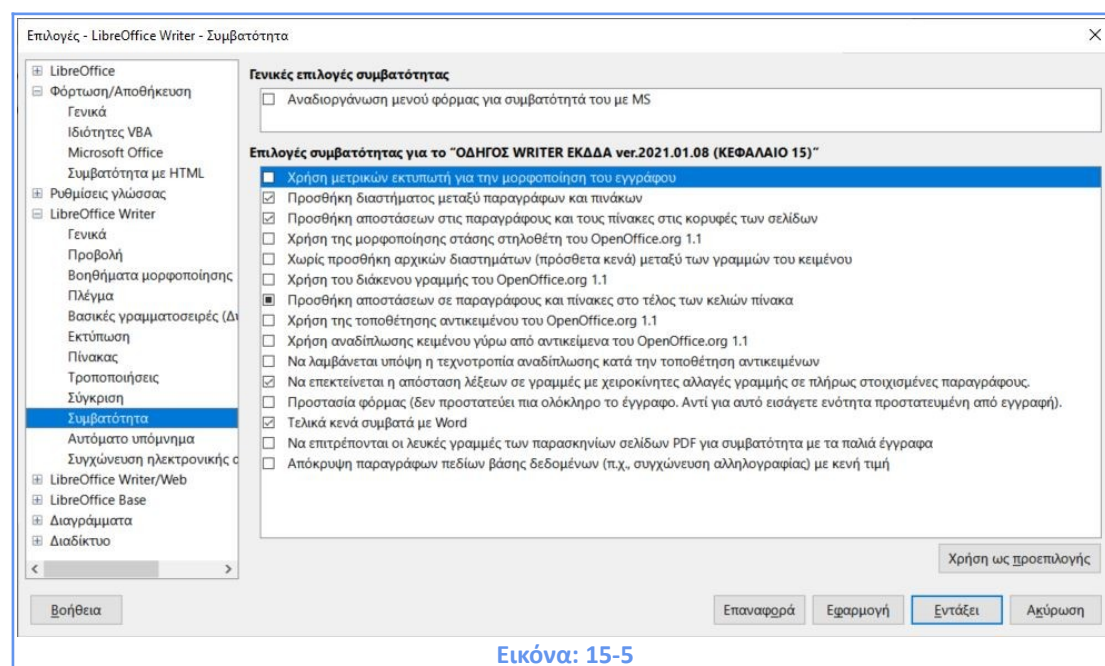 Επιλογές - LibreOffice Writer - Συμβατότητα
LibreOffice
Φόρτωση/Αποθήκευση
Γενικά
Ιδιότητες VBA
Microsoft Office
Συμβατότητα με HTML
Ρυθμίσεις γλώσσας
LibreOffice Writer
Γενικά
Προβολή
Βοηθήματα μορφοποίησης
Πλέγμα
Βασικές γραμματοσειρές (Δυ
Εκτύπωση
Πίνακας
Τροποποιήσεις
Σύγκριση
Συμβατότητα
Αυτόματο υπόμνημα
Συγχώνευση ηλεκτρονικής α
LibreOffice Writer/Web
LibreOffice Base
Διαγράμματα
Διαδίκτυο
Γενικές επιλογές συμβατότητας
Αναδιοργάνωση μενού φόρμας για συμβατότητά του με MS
Επιλογές συμβατότητας για το “ΟΔΗΓΟΣ WRITER ΕΚΔΔΑ ver.2021.01.08 (ΚΕΦΑΛΑΙΟ 15)”
Χρήση μετρικών εκτυπωτή για την μορφοποίηση του εγγράφου
Προσθήκη διαστήματος μεταξύ παραγράφων και πινάκων
Προσθήκη αποστάσεων στις παραγράφους και τους πίνακες στις κορυφές των σελίδων
Χρήση της μορφοποίησης στάσης στηλοθέτη του OpenOffice.org 1.1
Χωρίς προσθήκη αρχικών διαστημάτων (πρόσθετα κενά) μεταξύ των γραμμών του κειμένου
Χρήση του διάκενου γραμμής του OpenOffice.org 1.1
Προσθήκη αποστάσεων σε παραγράφους και πίνακες στο τέλος των κελιών πίνακα
Χρήση της τοποθέτησης αντικειμένου του OpenOffice.org 1.1
Χρήση αναδίπλωσης κειμένου γύρω από αντικείμενα του OpenOffice.org 1.1
Να λαμβάνεται υπόψη η τεχνοτροπία αναδίπλωσης κατά την τοποθέτηση αντικειμένων
Να επεκτείνεται η απόσταση λέξεων σε γραμμές με χειροκίνητες αλλαγές γραμμής σε πλήρως στοιχισμένες παραγράφους.
Προστασία φόρμας (δεν προστατεύει πια ολόκληρο το έγγραφο. Αντί για αυτό εισάγετε ενότητα προστατευμένη από εγγραφή).
Τελικά κενά συμβατά με Word
Να επιτρέπονται οι λευκές γραμμές των παρασκηνίων σελίδων PDF για συμβατότητα με τα παλιά έγγραφα
Απόκρυψη παραγράφων πεδίων βάσης δεδομένων (π.χ., συγχώνευση αλληλογραφίας) με κενή τιμή
Χρήση ως προεπιλογής
Βοήθεια
Επαναφορά
Εφαρμογή
Εντάξει
Ακύρωση
Εικόνα: 15-5